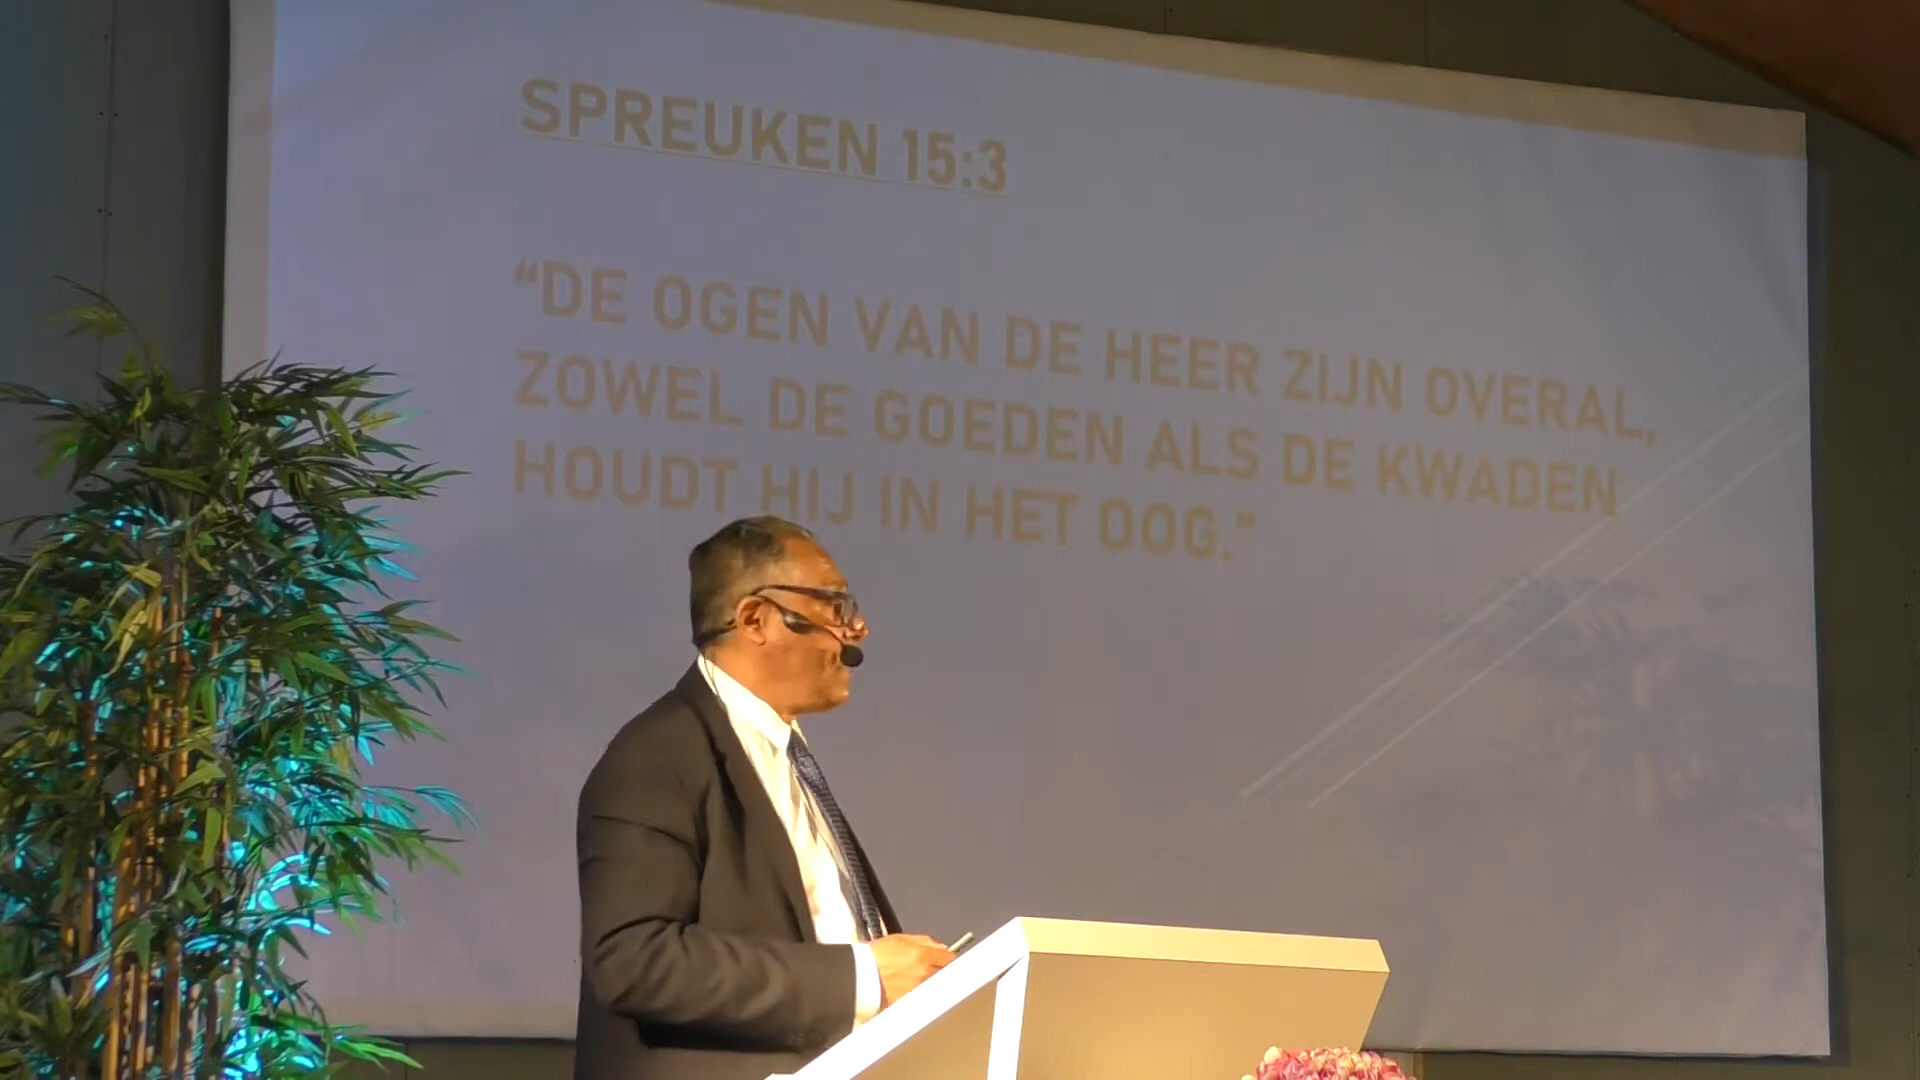 SPREUKEN 15:3
“DE OGEN VAN DE HEER ZIJN OVERAL,
ZOWEL DE GOEDEN ALS DE KWADEN
HOUDT HIJ IN HET OOG.”